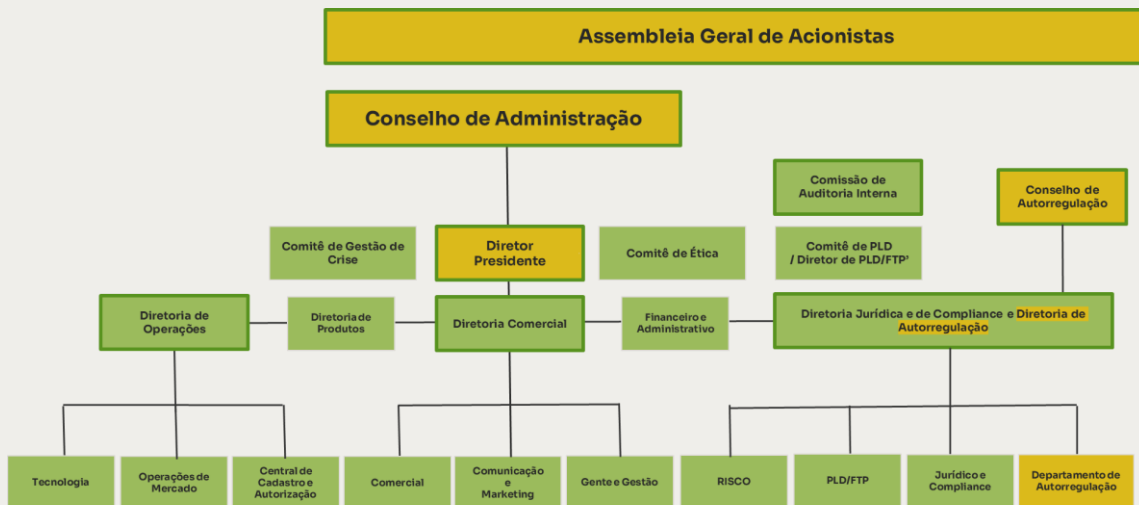 Assembleia Geral de Acionistas
Conselho de Administração
Comissão de
Auditoria Interna
Conselho de
Autorregulação
Comitê de Gestão de
Crise
Diretor
Presidente
Comitê de Ética
Comitê de PLD
/ Diretor de PLD/FTP¹
Diretoria de
Operações
Diretoria de
Produtos
Diretoria Comercial
Financeiro e
Administrativo
Diretoria Jurídica e de Compliance e Diretoria de
Autorregulação
Tecnologia
Operações de
Mercado
Central de
Cadastro e
Autorização
Comercial
Comunicação
e
Marketing
Gente e Gestão
RISCO
PLD/FTP
Jurídico e
Compliance
Departamento de
Autorregulação